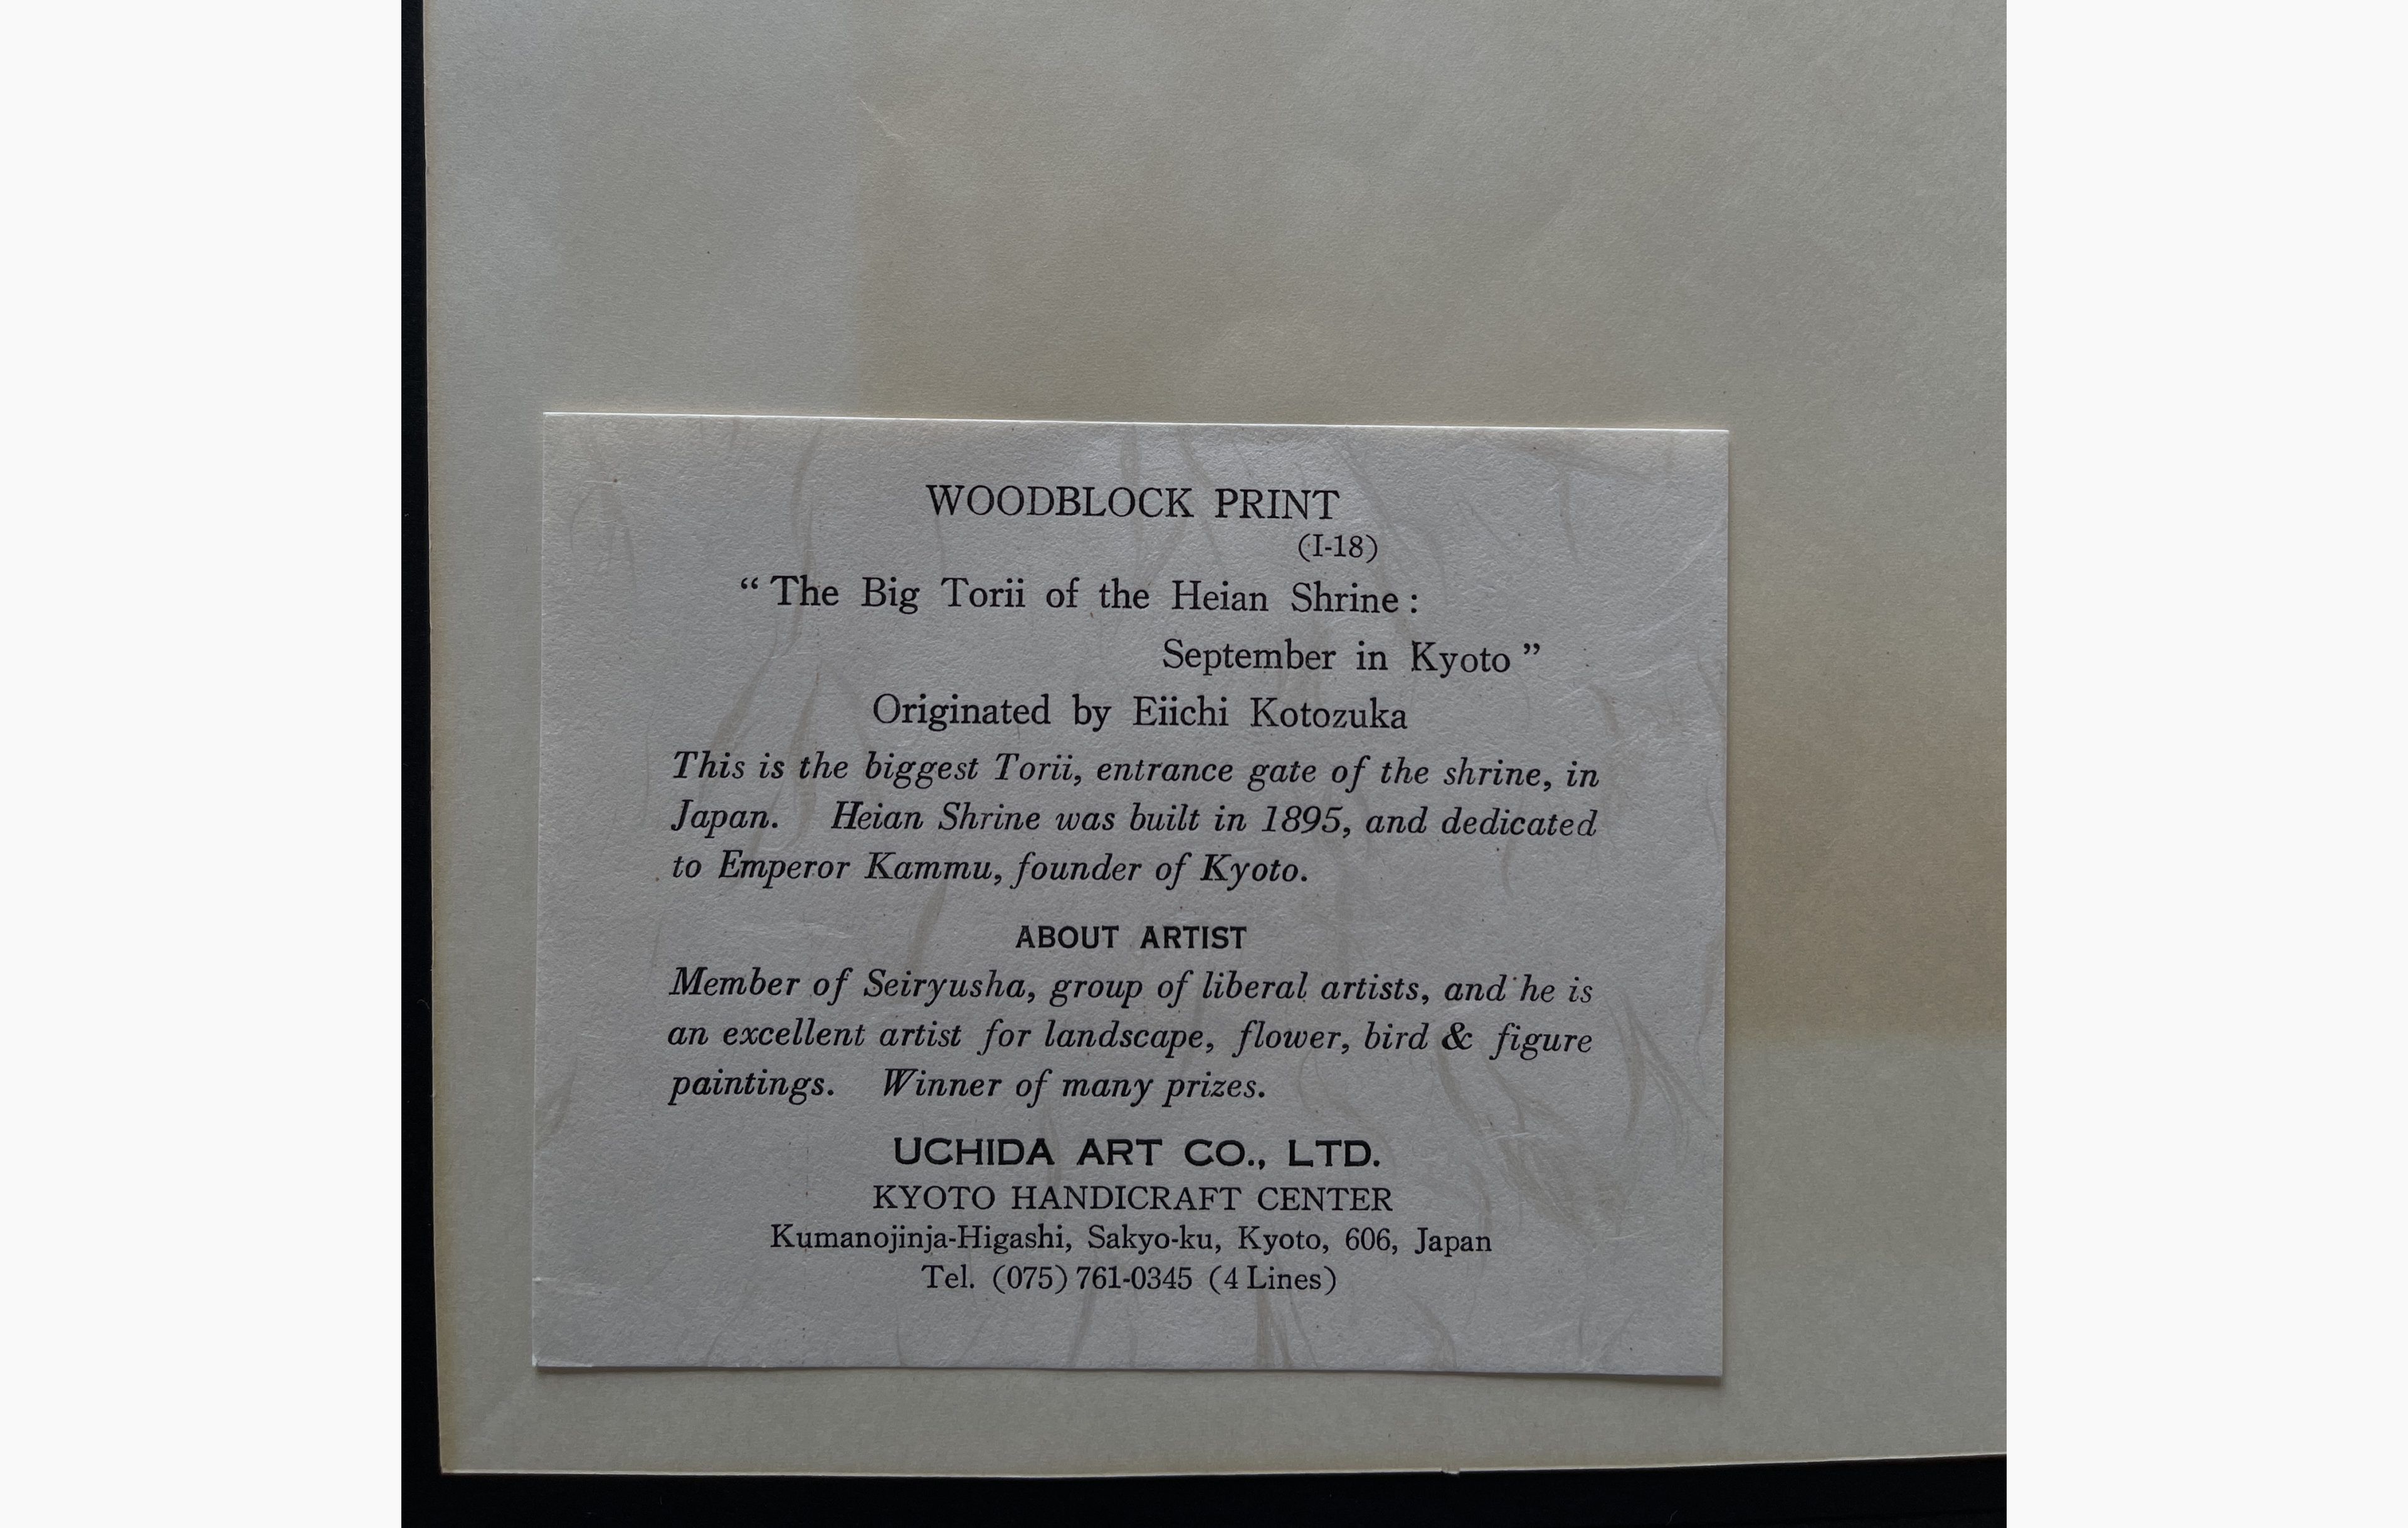 WOODBLOCK PRINT
(I-18)
“The Big Torii of the Heian Shrine:
September in Kyoto”
Originated by Eiichi Kotozuka
This is the biggest Torii, entrance gate of the shrine, in
Japan. Heian Shrine was built in 1895, and dedicated
to Emperor Kammu, founder of Kyoto.
ABOUT ARTIST
Member of Seiryusha, group of liberal artists, and he is
an excellent artist for landscape, flower, bird & figure
paintings. Winner of many prizes.
UCHIDA ART CO., LTD.
KYOTO HANDICRAFT CENTER
Kumanojinja-Higashi, Sakyo-ku, Kyoto, 606, Japan
Tel. (075) 761-0345 (4 Lines)